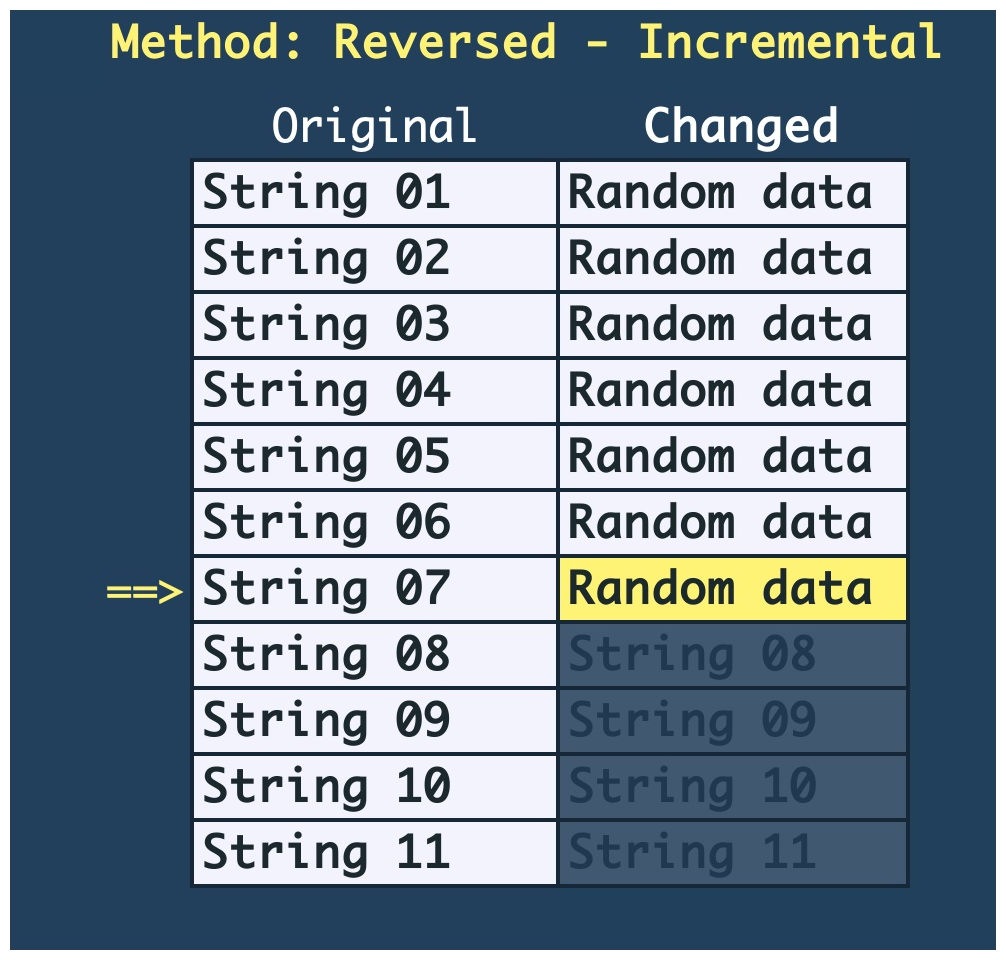 Method: Reversed - Incremental
Original Changed
String 01 Random data
String 02 Random data
String 03 Random data
String 04 Random data
String 05 Random data
String 06 Random data
==> String 07 Random data
String 08 String 08
String 09 String 09
String 10 String 10
String 11 String 11